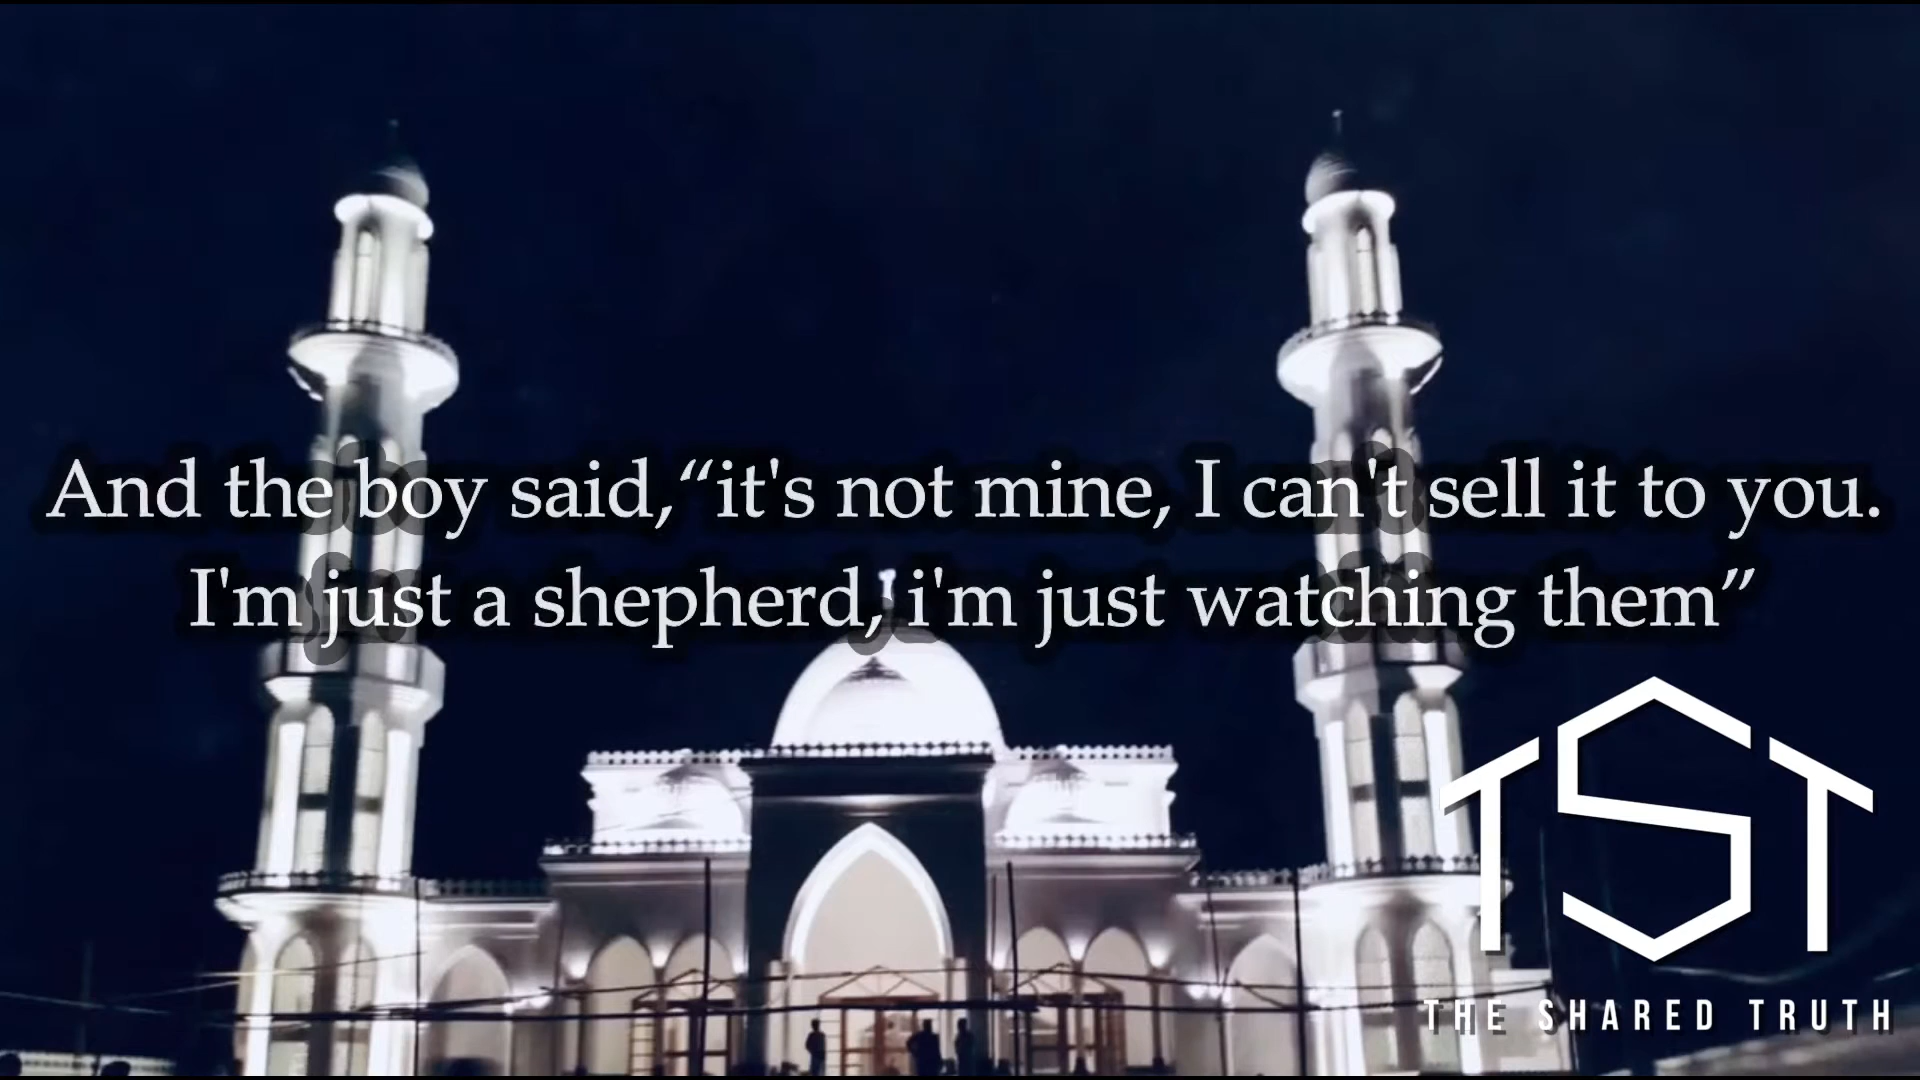 And the boy said, “it's not mine, I can't sell it to you.
I'm just a shepherd, i'm just watching them”
TST
THE SHARED TRUTH